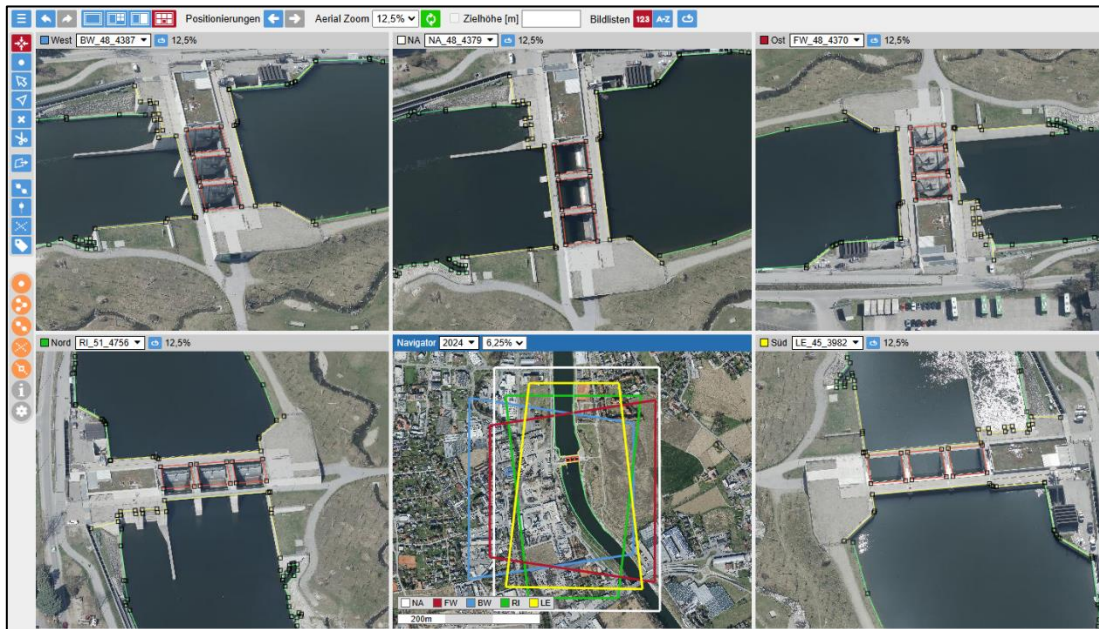 Positionierungen Aerial Zoom 12,5% Zielhöhe [m] Bildlisten 123 A-Z
West BW_48_4387 12,5%
NA NA_48_4379 12,5%
Ost FW_48_4370 12,5%
Nord RI_51_4756 12,5%
Navigator 2024 6,25%
Süd LE_45_3982 12,5%
NA FW BW RI LE
200m